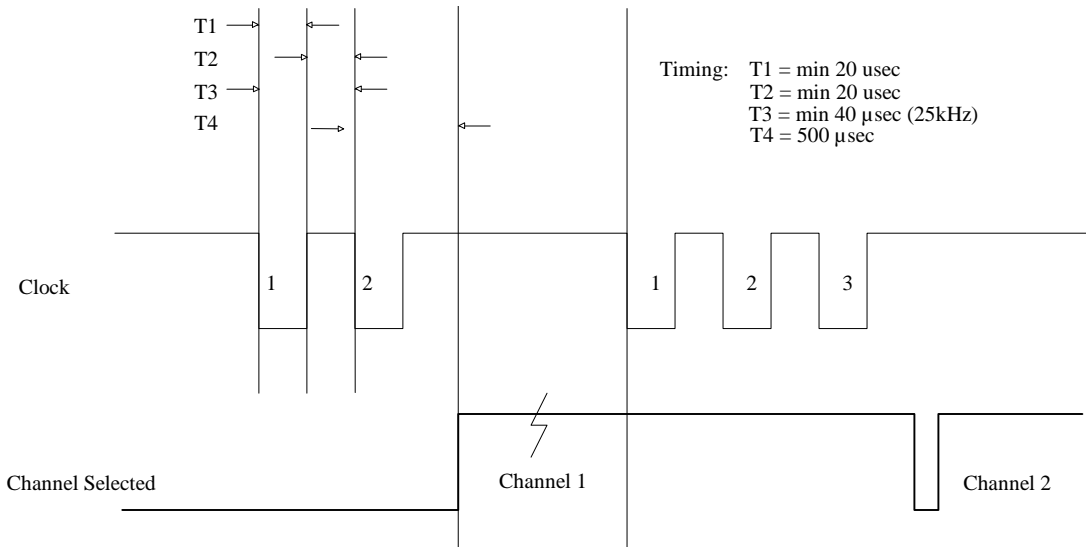 T1
T2
T3
T4
Timing: T1 = min 20 usec
T2 = min 20 usec
T3 = min 40 µsec (25kHz)
T4 = 500 µsec
Clock
1 2 1 2 3
Channel Selected
Channel 1
Channel 2